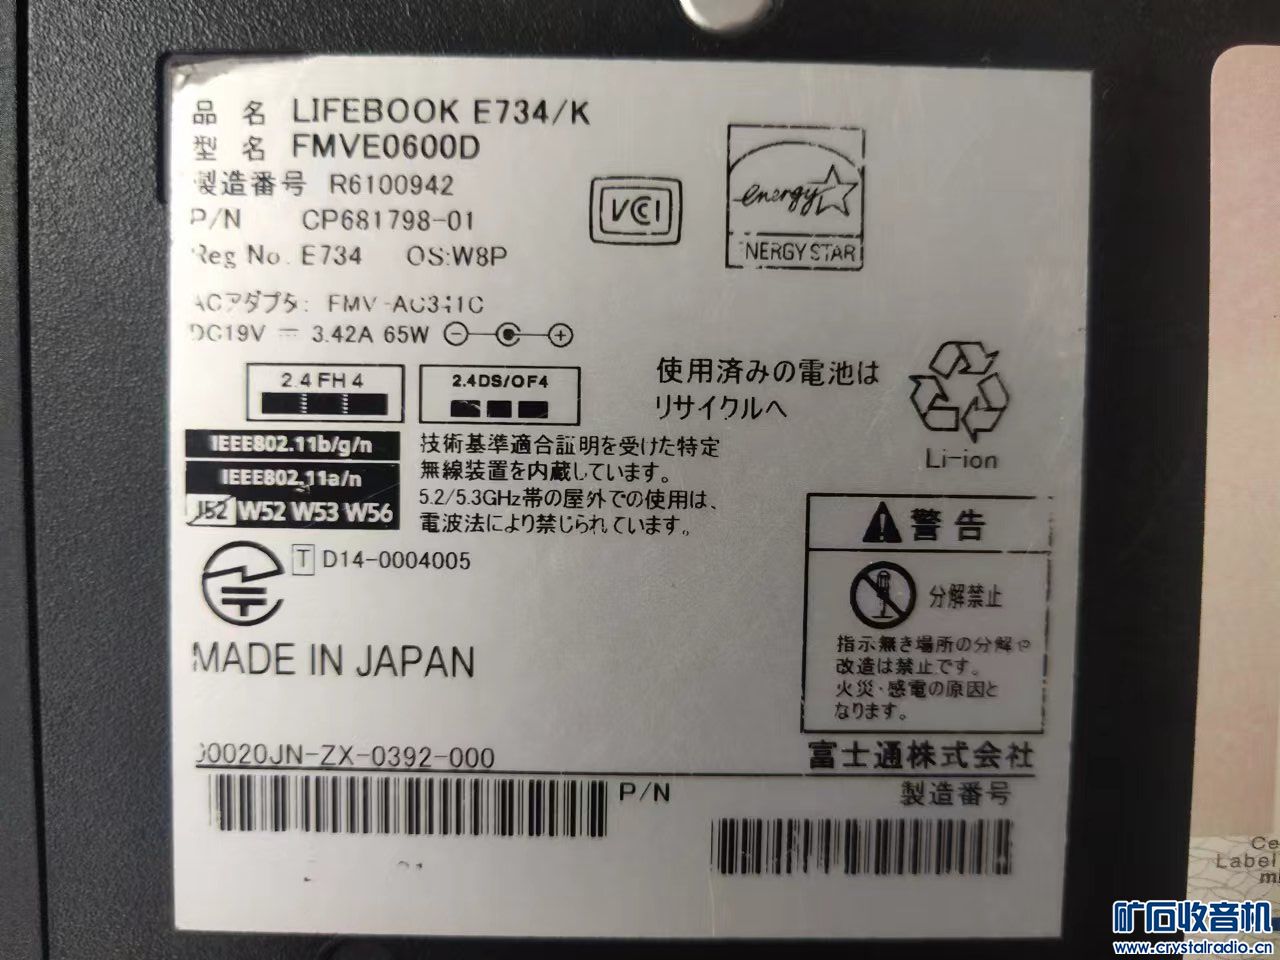 品 名 LIFEBOOK E734/K
型 名 FMVE0600D
製造番号 R6100942
P/N CP681798-01
Reg No. E734 OS:W8P
VCI
energy
ENERGY STAR
ACアダプタ: FMV-AC341C
DC19V 3.42A 65W
2.4 FH 4
2.4DS/OF4
IEEE802.11b/g/n
IEEE802.11a/n
J52 W52 W53 W56
技術基準適合証明を受けた特定
無線装置を内蔵しています。
5.2/5.3GHz帯の屋外での使用は、
電波法により禁じられています。
使用済みの電池は
リサイクルへ
Li-ion
T D14-0004005
MADE IN JAPAN
警告
分解禁止
指示無き場所の分解や
改造は禁止です。
火災・感電の原因と
なります。
0020JN-ZX-0392-000
富士通株式会社
P/N
製造番号
Label
矿石收音机
www.crystalradio.cn